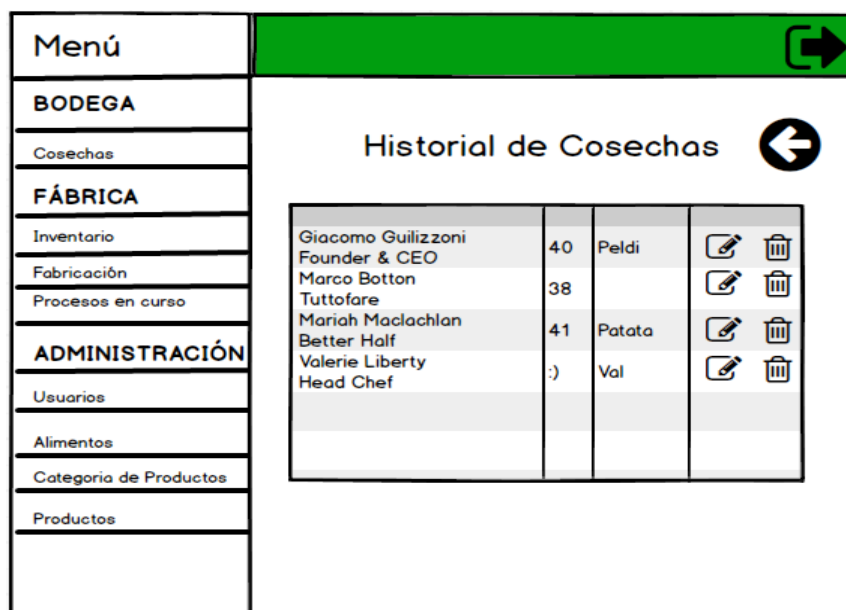 Menú
BODEGA
Cosechas
FÁBRICA
Inventario
Fabricación
Procesos en curso
ADMINISTRACIÓN
Usuarios
Alimentos
Categoria de Productos
Productos
Historial de Cosechas
Giacomo Guilizzoni
Founder & CEO
40
Peldi
Marco Botton
Tuttofare
38
Mariah Maclachlan
Better Half
41
Patata
Valerie Liberty
Head Chef
:)
Val